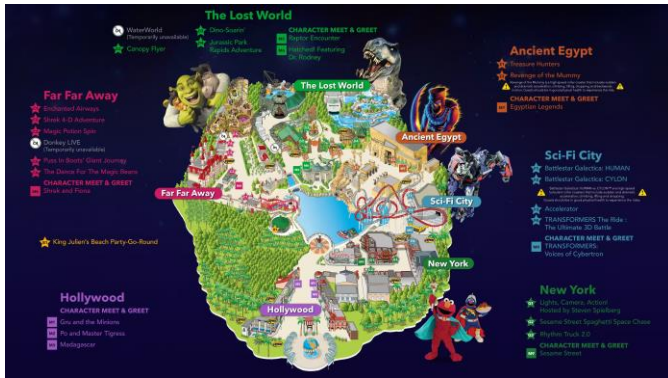 The Lost World
WaterWorld
(Temporarily unavailable)
Canopy Flyer
Dino-Soarin'
Jurassic Park
Rapids Adventure
CHARACTER MEET & GREET
Raptor Encounter
Hatched! Featuring
Dr. Rodney
Ancient Egypt
Treasure Hunters
Revenge of the Mummy
CHARACTER MEET & GREET
Egyptian Legends
Far Far Away
Enchanted Airways
Shrek 4-D Adventure
Magic Potion Spin
Donkey LIVE
(Temporarily unavailable)
Puss In Boots' Giant Journey
The Dance For The Magic Beans
CHARACTER MEET & GREET
Shrek and Fiona
The Lost World
Ancient Egypt
Far Far Away
Sci-Fi City
New York
Hollywood
Sci-Fi City
Battlestar Galactica: HUMAN
Battlestar Galactica: CYLON
Accelerator
TRANSFORMERS The Ride :
The Ultimate 3D Battle
CHARACTER MEET & GREET
TRANSFORMERS:
Voices of Cybertron
King Julien's Beach Party-Go-Round
Hollywood
CHARACTER MEET & GREET
Gru and the Minions
Po and Master Tigress
Madagascar
New York
Lights, Camera, Action!
Hosted by Steven Spielberg
Sesame Street Spaghetti Space Chase
Rhythm Truck 2.0
CHARACTER MEET & GREET
Sesame Street